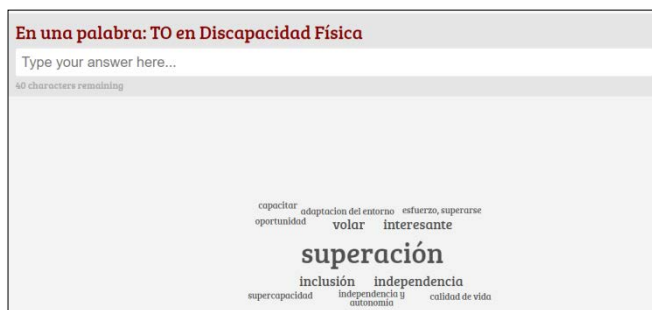 En una palabra: TO en Discapacidad Física
Type your answer here...
40 characters remaining
capacitar
adaptacion del entorno
esfuerzo, superarse
oportunidad
volar
interesante
superación
inclusión
independencia
supercapacidad
independencia y
autonomía
calidad de vida